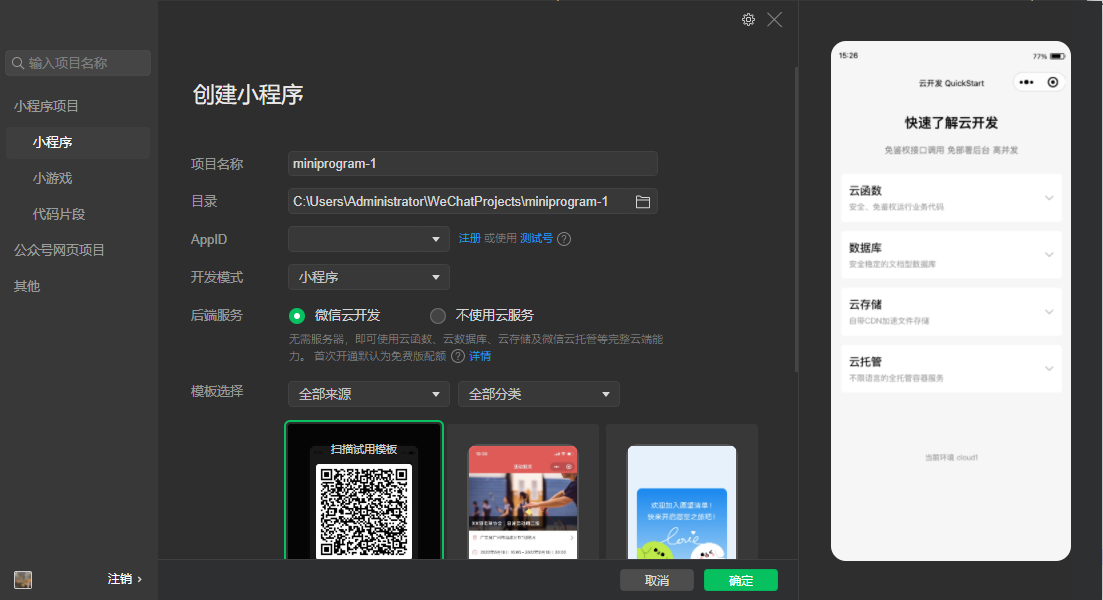 输入项目名称
小程序项目
小程序
小游戏
代码片段
公众号网页项目
其他
注销
创建小程序
项目名称
miniprogram-1
目录
C:\Users\Administrator\WeChatProjects\miniprogram-1
AppID
注册 或使用 测试号
开发模式
小程序
后端服务
微信云开发
不使用云服务
无需服务器，即可使用云函数、云数据库、云存储及微信云托管等完整云端能
力。 首次开通默认为免费版配额 详情
模板选择
全部来源
全部分类
扫描试用模板
欢迎加入愿望清单！
快来开启愿望之旅吧！
取消
确定
15:26
77%
云开发 QuickStart
快速了解云开发
免鉴权接口调用 免部署后台 高并发
云函数
安全、免鉴权运行业务代码
数据库
安全稳定的文档型数据库
云存储
自带CDN加速文件存储
云托管
不限语言的全托管容器服务
当前环境 cloud1